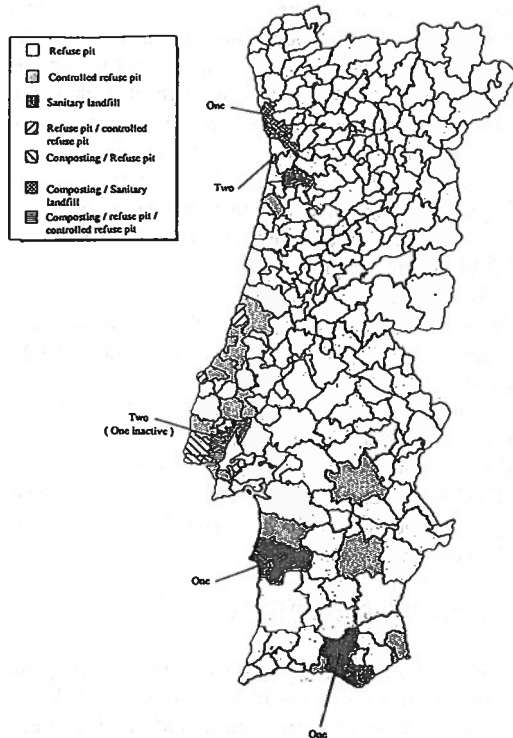 Refuse pit
Controlled refuse pit
Sanitary landfill
Refuse pit / controlled
refuse pit
Composting / Refuse pit
Composting / Sanitary
landfill
Composting / refuse pit /
controlled refuse pit
One
Two
Two
( One inactive )
One
One